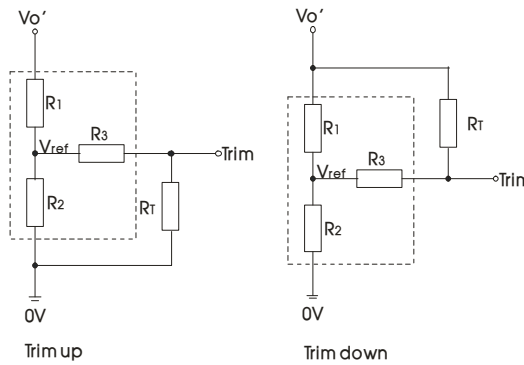 Vo'
R1
Vref
R3
Trim
R2
RT
0V
Trim up
Vo'
R1
RT
Vref
R3
Trim
R2
0V
Trim down